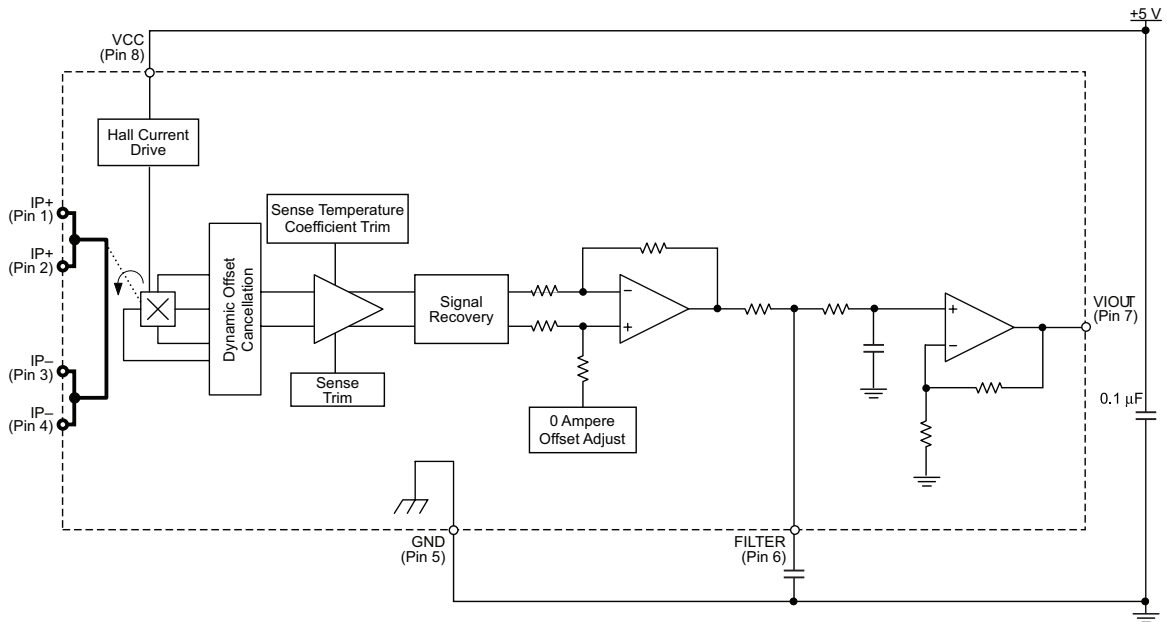 +5 V
VCC
(Pin 8)
Hall Current
Drive
IP+
(Pin 1)
IP+
(Pin 2)
IP–
(Pin 3)
IP–
(Pin 4)
Dynamic Offset
Cancellation
Sense Temperature
Coefficient Trim
Sense
Trim
Signal
Recovery
0 Ampere
Offset Adjust
–
+
+
–
VIOUT
(Pin 7)
0.1 μF
GND
(Pin 5)
FILTER
(Pin 6)